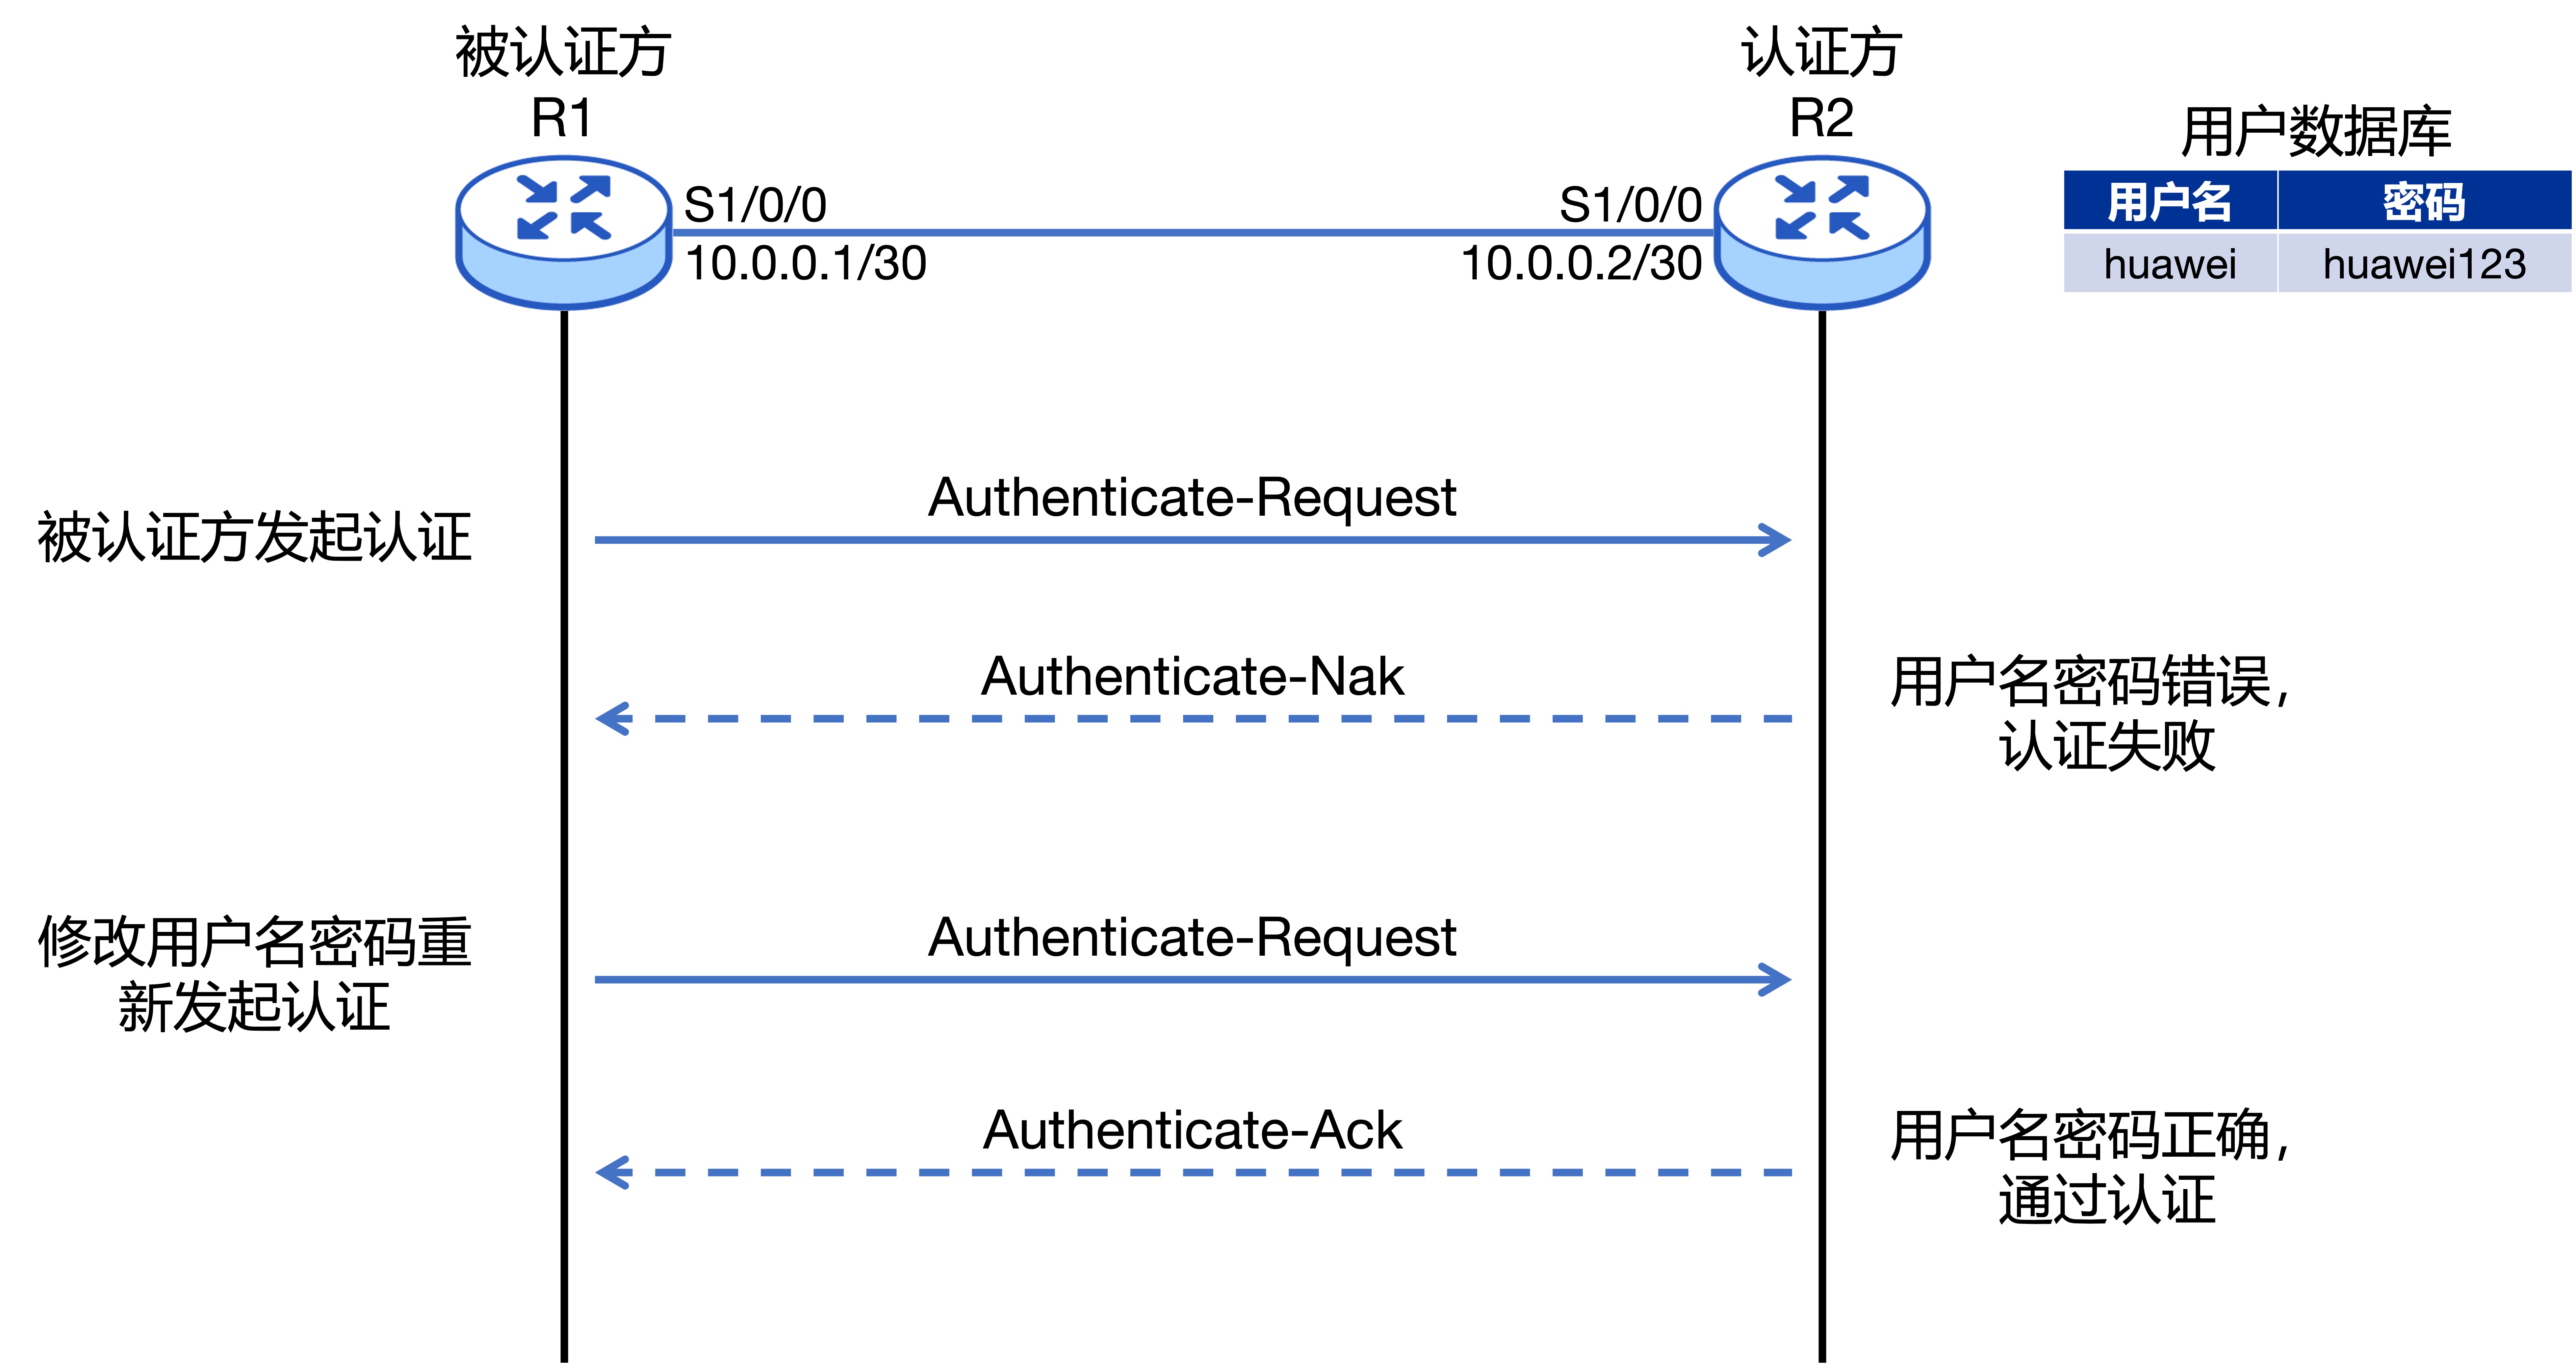 被认证方
R1
认证方
R2
用户数据库
用户名 密码
huawei huawei123
S1/0/0
10.0.0.1/30
S1/0/0
10.0.0.2/30
被认证方发起认证
Authenticate-Request
Authenticate-Nak
用户名密码错误，
认证失败
修改用户名密码重
新发起认证
Authenticate-Request
Authenticate-Ack
用户名密码正确，
通过认证